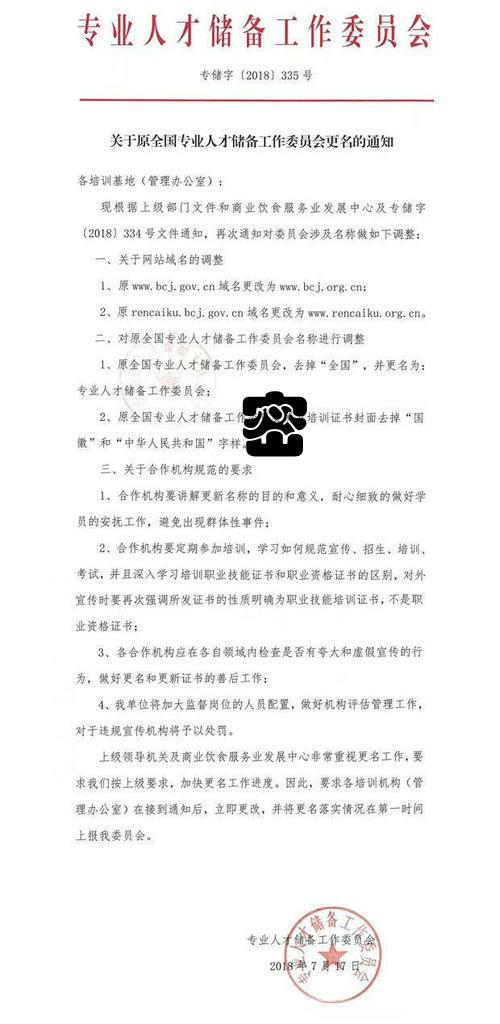 专业人才储备工作委员会
专储字〔2018〕335 号
关于原全国专业人才储备工作委员会更名的通知
各培训基地（管理办公室）:
现根据上级部门文件和商业饮食服务业发展中心及专储字
〔2018〕334 号文件通知，再次通知对委员会涉及名称做如下调整:
一、关于网站域名的调整
1、原 www.bcj.gov.cn 域名更改为 www.bcj.org.cn;
2、原 rencaiku.bcj.gov.cn 域名更改为 www.rencaiku.org.cn。
二、对原全国专业人才储备工作委员会名称进行调整
1、原全国专业人才储备工作委员会，去掉“全国”，并更名为:
专业人才储备工作委员会;
2、原全国专业人才储备工作 培训证书封面去掉“国
徽”和“中华人民共和国”字样。
三、关于合作机构规范的要求
1、合作机构要讲解更新名称的目的和意义，耐心细致的做好学
员的安抚工作，避免出现群体性事件;
2、合作机构要定期参加培训，学习如何规范宣传、招生、培训、
考试，并且深入学习培训职业技能证书和职业资格证书的区别，对外
宣传时要再次强调所发证书的性质明确为职业技能培训证书，不是职
业资格证书;
3、各合作机构应在各自领域内检查是否有夸大和虚假宣传的行
为，做好更名和更新证书的善后工作;
4、我单位将加大监督岗位的人员配置，做好机构评估管理工作，
对于违规宣传机构将予以处罚。
上级领导机关及商业饮食服务业发展中心非常重视更名工作，要
求我们按上级要求，加快更名工作进度。因此，要求各培训机构（管
理办公室）在接到通知后，立即更改，并将更名落实情况在第一时间
上报我委员会。
专业人才储备工作委员会
2018 年 7 月 17 日
专业人才储备工作委员会